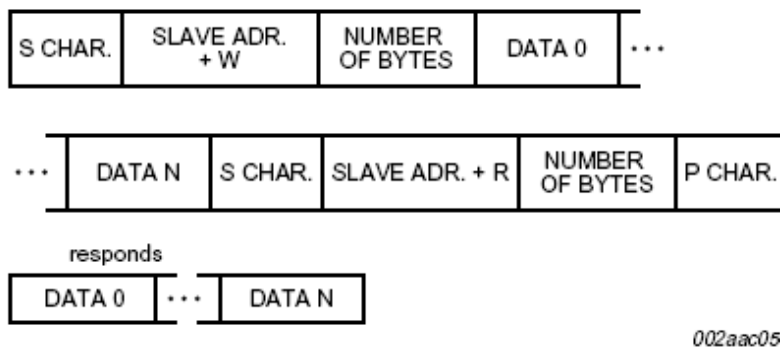 S CHAR. SLAVE ADR. + W NUMBER OF BYTES DATA 0 ...
... DATA N S CHAR. SLAVE ADR. + R NUMBER OF BYTES P CHAR.
responds
DATA 0 ... DATA N
002aac05